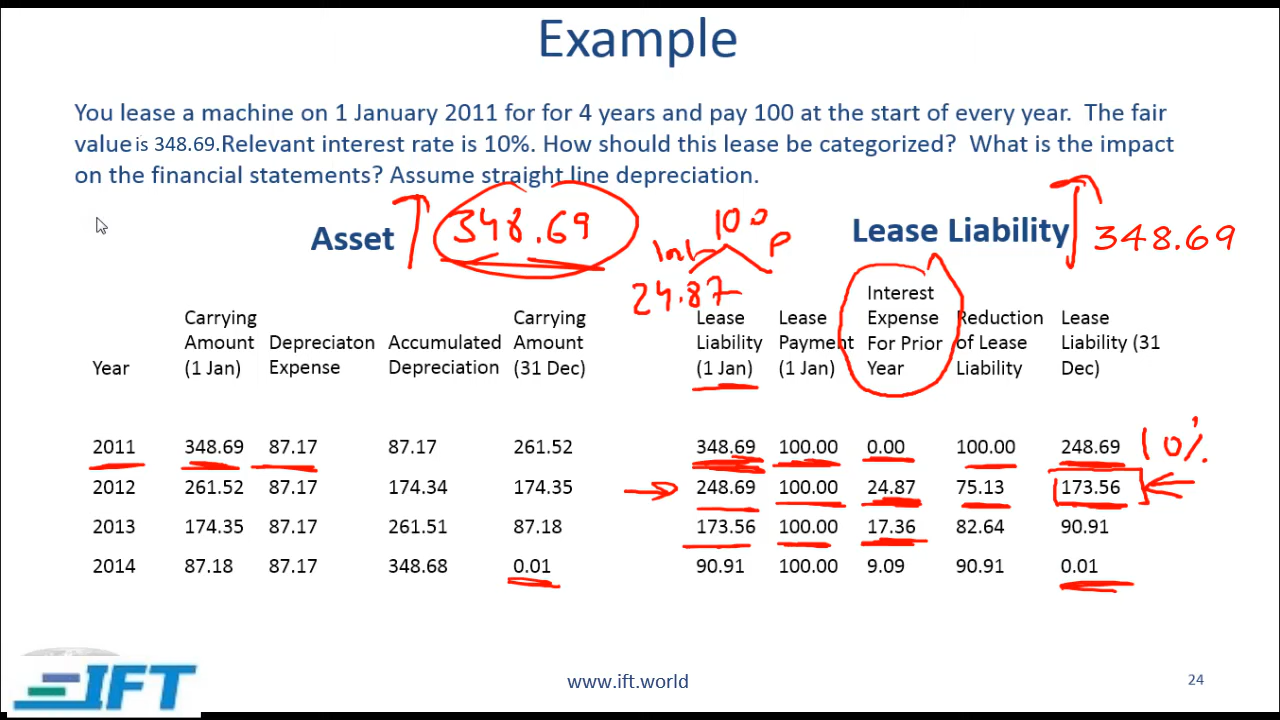 Example
You lease a machine on 1 January 2011 for for 4 years and pay 100 at the start of every year. The fair
value is 348.69.Relevant interest rate is 10%. How should this lease be categorized? What is the impact
on the financial statements? Assume straight line depreciation.
Asset 348.69 100 Lease Liability 348.69
Int P
24.87
Year Carrying Amount (1 Jan) Depreciaton Expense Accumulated Depreciation Carrying Amount (31 Dec) Lease Liability (1 Jan) Lease Payment (1 Jan) Interest Expense For Prior Year Reduction of Lease Liability Lease Liability (31 Dec)
2011 348.69 87.17 87.17 261.52 348.69 100.00 0.00 100.00 248.69 10%
2012 261.52 87.17 174.34 174.35 248.69 100.00 24.87 75.13 173.56
2013 174.35 87.17 261.51 87.18 173.56 100.00 17.36 82.64 90.91
2014 87.18 87.17 348.68 0.01 90.91 100.00 9.09 90.91 0.01
IFT
www.ift.world
24